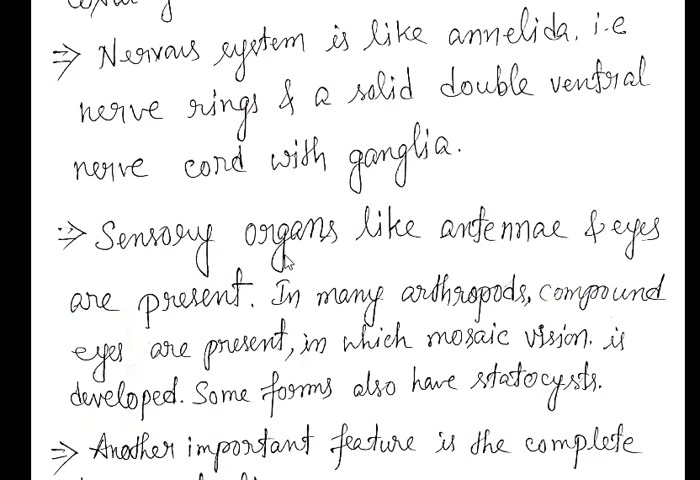 ⇒ Nervous system is like annelida. i.e
nerve rings & a solid double ventral
nerve cord with ganglia.
⇒ Sensory organs like antennae & eyes
are present. In many arthropods, compound
eyes are present, in which mosaic vision. is
developed. Some forms also have statocysts.
⇒ Another important feature is the complete